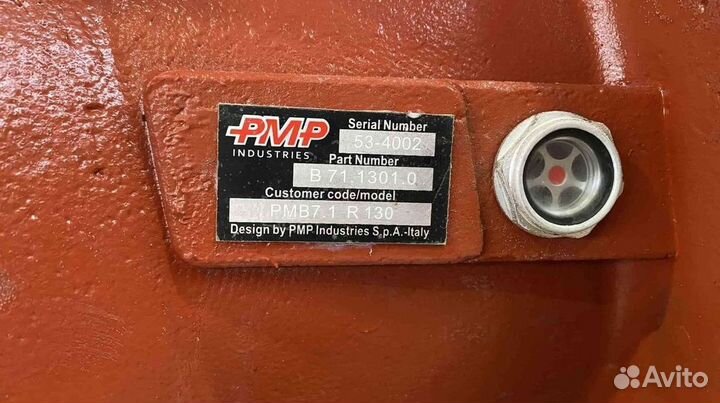 PMP
INDUSTRIES
Serial Number
53-4002
Part Number
B 71.1301.0
Customer code/model
PMB7.1 R 130
Design by PMP Industries S.p.A.-Italy
Avito